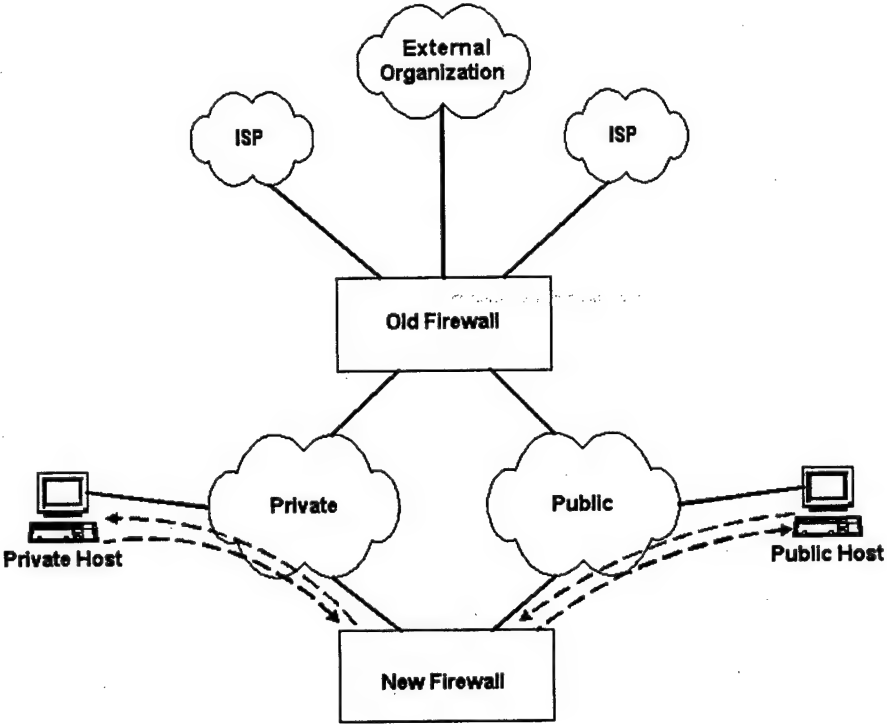 External
Organization
ISP
ISP
Old Firewall
Private
Public
Private Host
Public Host
New Firewall